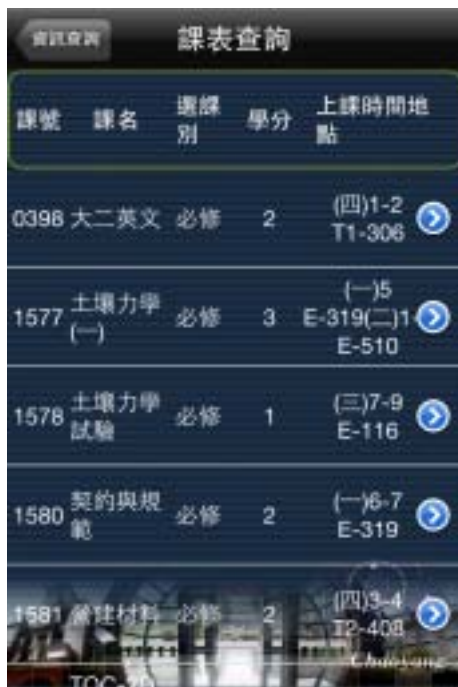 資訊查詢
課表查詢
課號 課名 選課別 學分 上課時間地點
0398 大二英文 必修 2 (四)1-2
T1-306
1577 土壤力學(一) 必修 3 (一)5
E-319(二)1-
E-510
1578 土壤力學試驗 必修 1 (三)7-9
E-116
1580 契約與規範 必修 2 (一)6-7
E-319
1581 營建材料 必修 2 (四)3-4
T2-408
Chaoyang